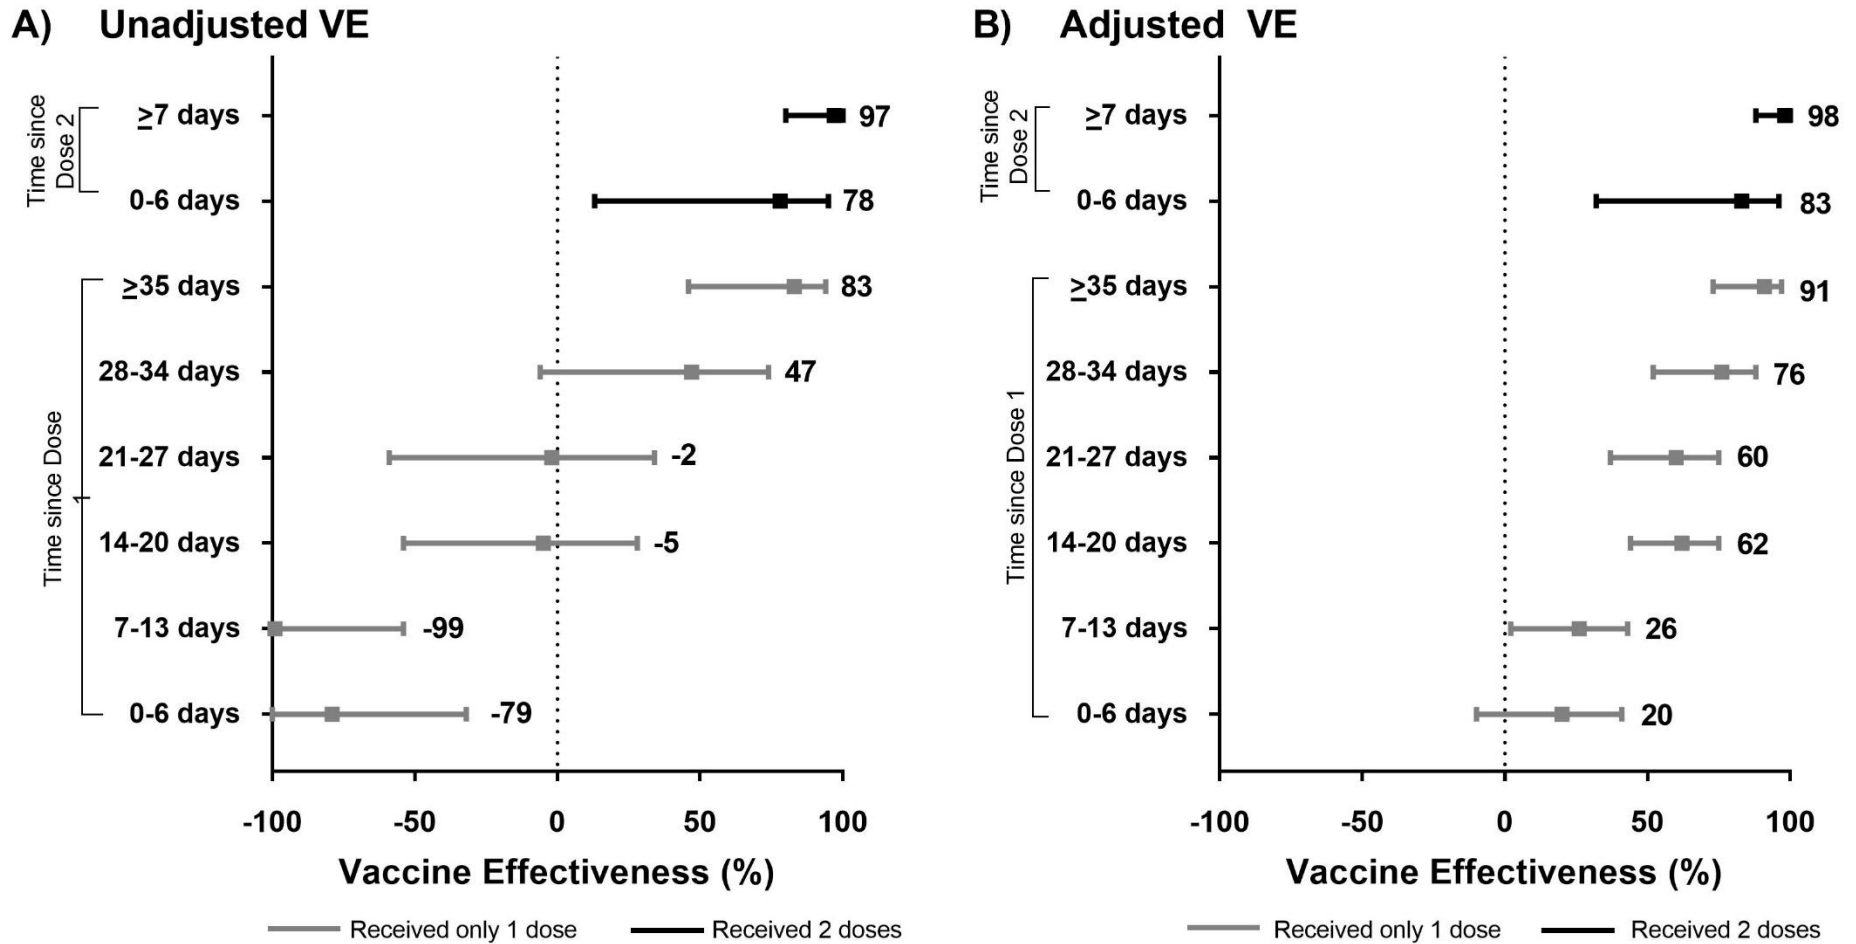 A) Unadjusted VE
Time since
Dose 2
≥7 days
97
0-6 days
78
Time since Dose
1
≥35 days
83
28-34 days
47
21-27 days
-2
14-20 days
-5
7-13 days
-99
0-6 days
-79
-100 -50 0 50 100
Vaccine Effectiveness (%)
Received only 1 dose Received 2 doses
B) Adjusted VE
Time since
Dose 2
≥7 days
98
0-6 days
83
Time since Dose 1
≥35 days
91
28-34 days
76
21-27 days
60
14-20 days
62
7-13 days
26
0-6 days
20
-100 -50 0 50 100
Vaccine Effectiveness (%)
Received only 1 dose Received 2 doses